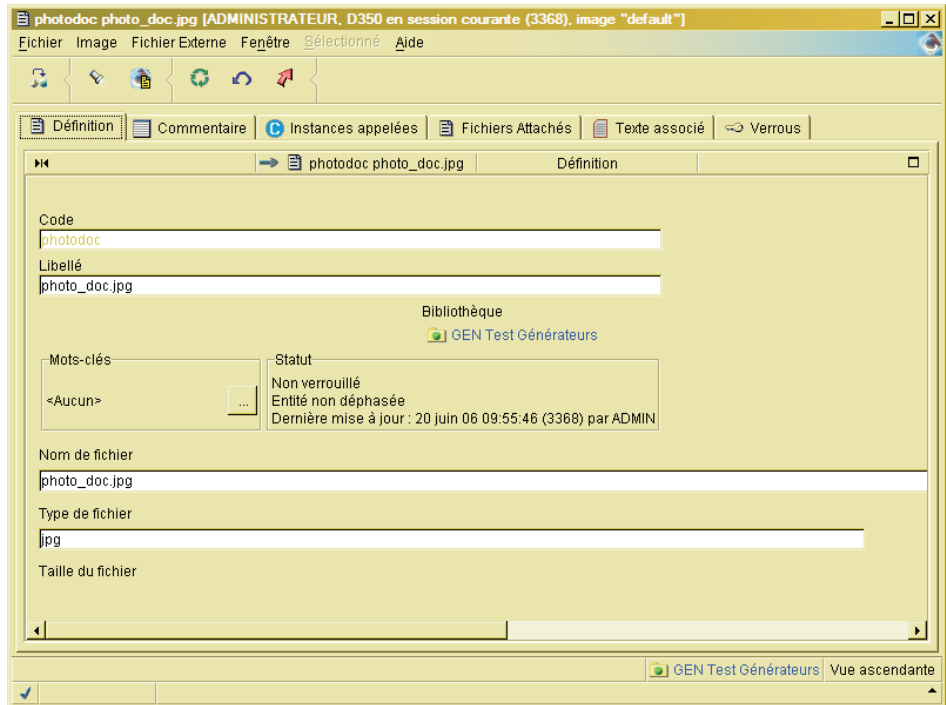 photodoc photo_doc.jpg [ADMINISTRATEUR, D350 en session courante (3368), image "default"]
Fichier Image Fichier Externe Fenêtre Sélectionné Aide
Définition Commentaire Instances appelées Fichiers Attachés Texte associé Verrous
photodoc photo_doc.jpg Définition
Code
photodoc
Libellé
photo_doc.jpg
Bibliothèque
GEN Test Générateurs
Mots-clés Statut
Non verrouillé
<Aucun> ... Entité non déphasée
Dernière mise à jour : 20 juin 06 09:55:46 (3368) par ADMIN
Nom de fichier
photo_doc.jpg
Type de fichier
jpg
Taille du fichier
GEN Test Générateurs Vue ascendante